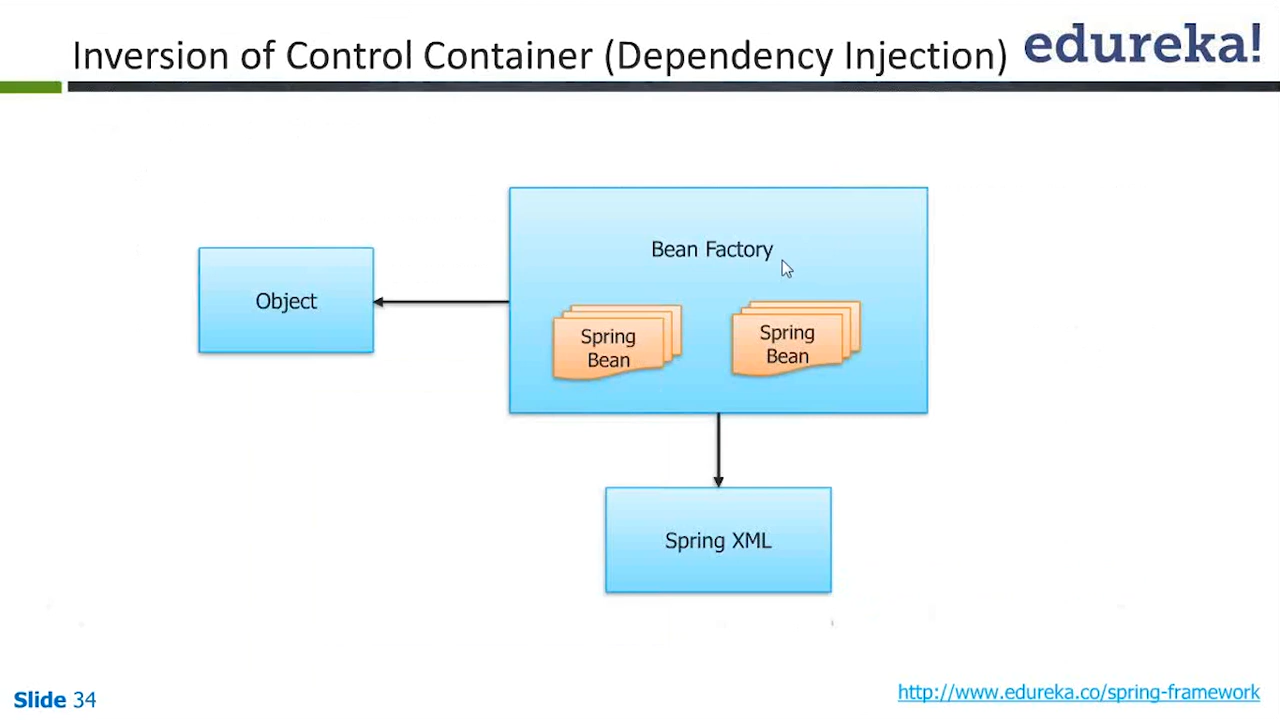 Inversion of Control Container (Dependency Injection)
edureka!
Bean Factory
Object
Spring
Bean
Spring
Bean
Spring XML
Slide 34
http://www.edureka.co/spring-framework